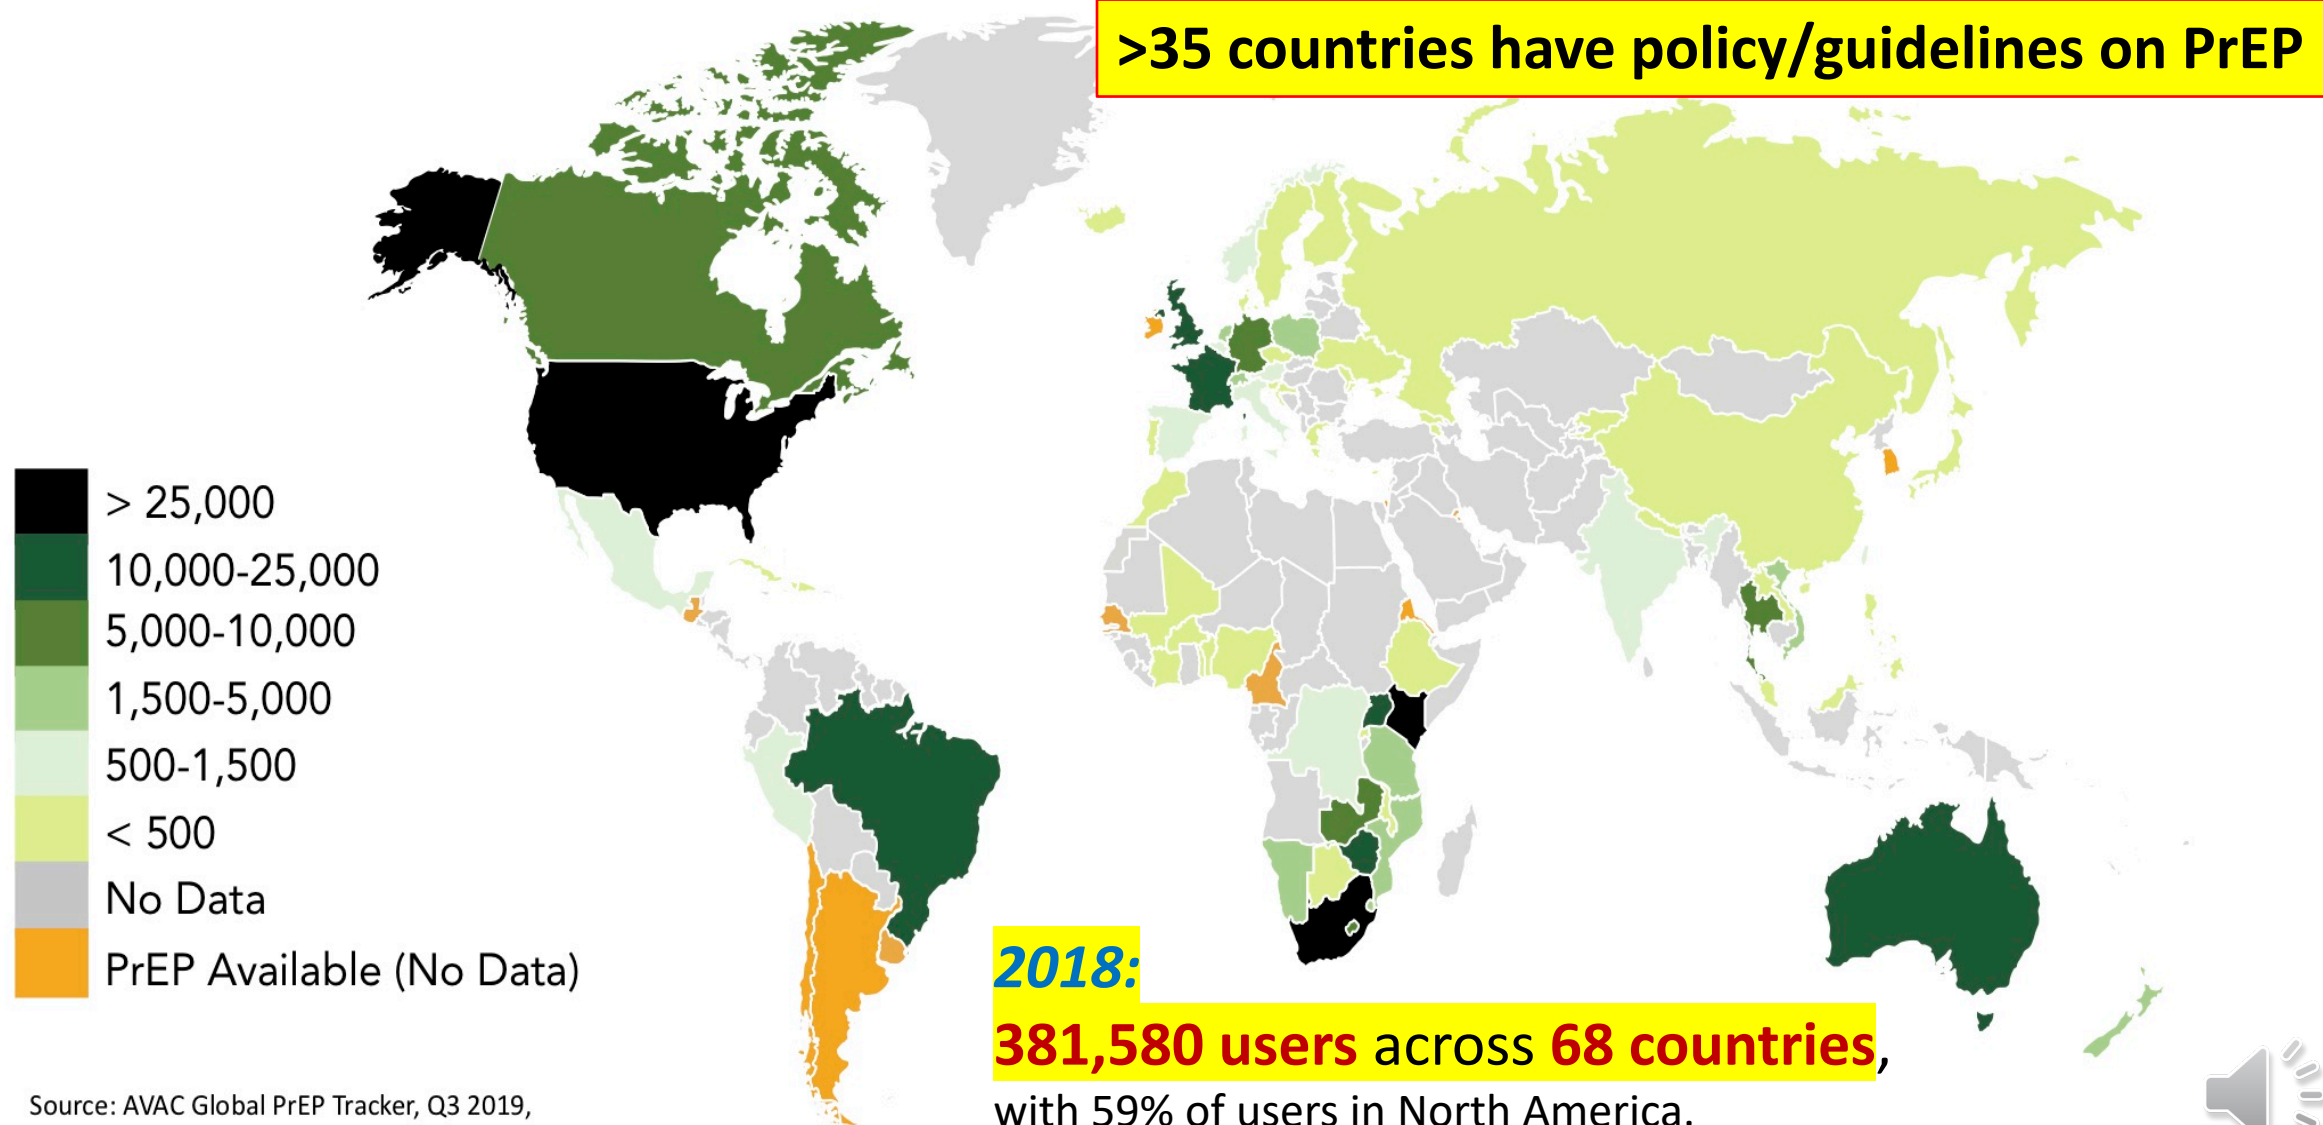 >35 countries have policy/guidelines on PrEP
> 25,000
10,000-25,000
5,000-10,000
1,500-5,000
500-1,500
< 500
No Data
PrEP Available (No Data)
2018:
381,580 users across 68 countries,
with 59% of users in North America.
Source: AVAC Global PrEP Tracker, Q3 2019,